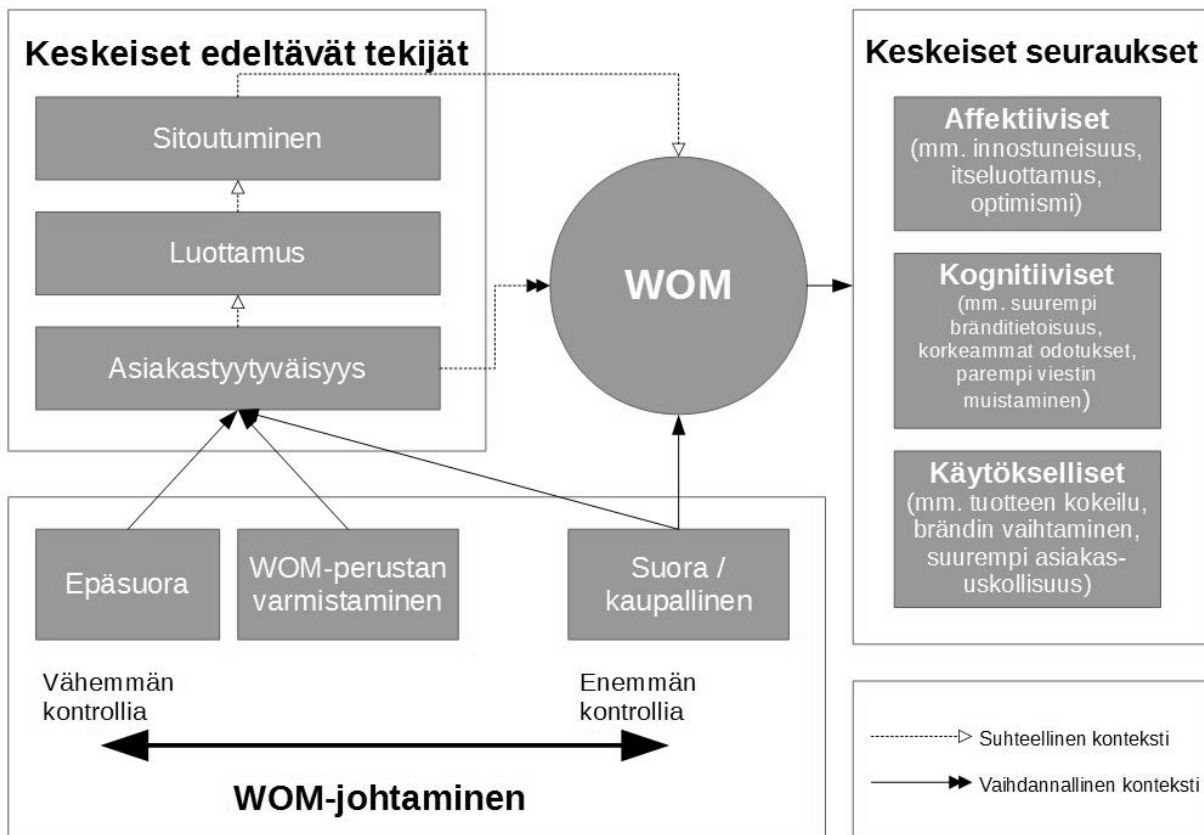 Keskeiset edeltävät tekijät
Sitoutuminen
Luottamus
Asiakastyytyväisyys
WOM
Keskeiset seuraukset
Affektiiviset
(mm. innostuneisuus,
itseluottamus,
optimismi)
Kognitiiviset
(mm. suurempi
bränditietoisuus,
korkeammat odotukset,
parempi viestin
muistaminen)
Käytökselliset
(mm. tuotteen kokeilu,
brändin vaihtaminen,
suurempi asiakas-
uskollisuus)
Epäsuora
WOM-perustan
varmistaminen
Suora /
kaupallinen
Vähemmän
kontrollia
Enemmän
kontrollia
WOM-johtaminen
Suhteellinen konteksti
Vaihdannallinen konteksti